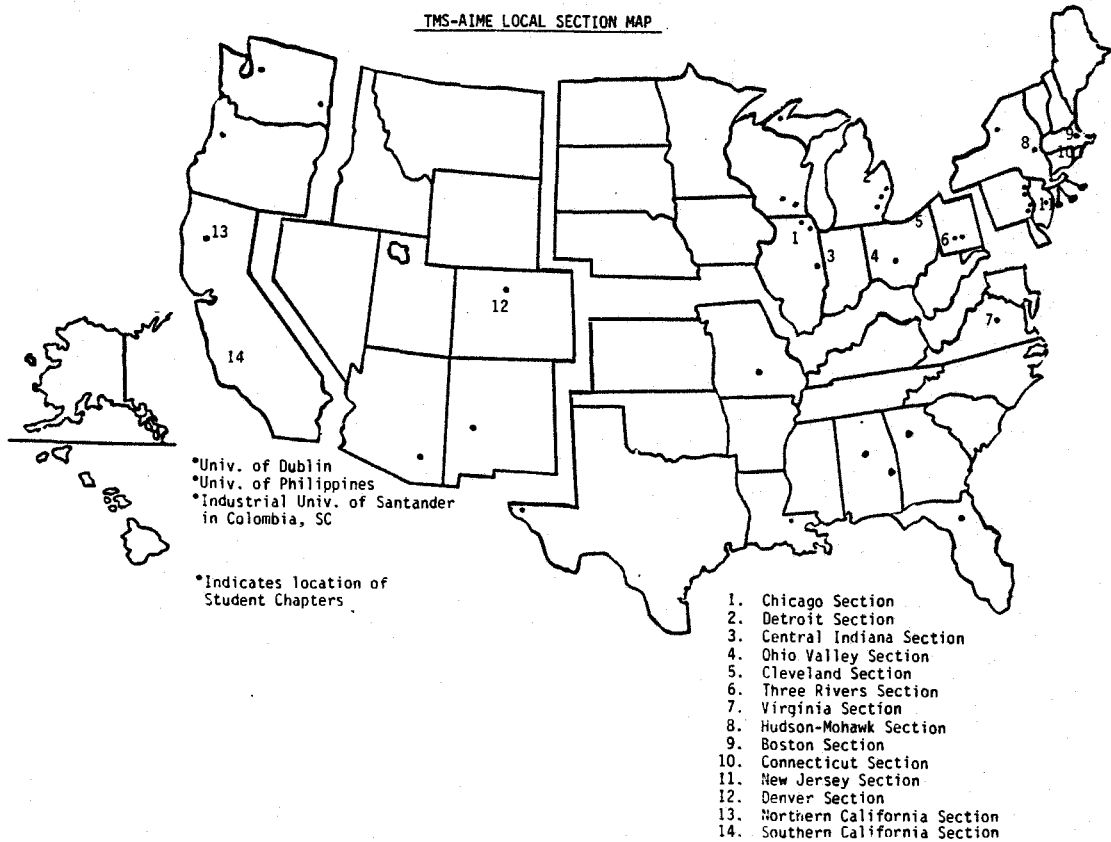 TMS-AIME LOCAL SECTION MAP
9
8
10
2
13
5
11
1
6
3
4
12
7
14
•Univ. of Dublin
•Univ. of Philippines
•Industrial Univ. of Santander
in Colombia, SC
•Indicates location of
Student Chapters
1. Chicago Section
2. Detroit Section
3. Central Indiana Section
4. Ohio Valley Section
5. Cleveland Section
6. Three Rivers Section
7. Virginia Section
8. Hudson-Mohawk Section
9. Boston Section
10. Connecticut Section
11. New Jersey Section
12. Denver Section
13. Northern California Section
14. Southern California Section